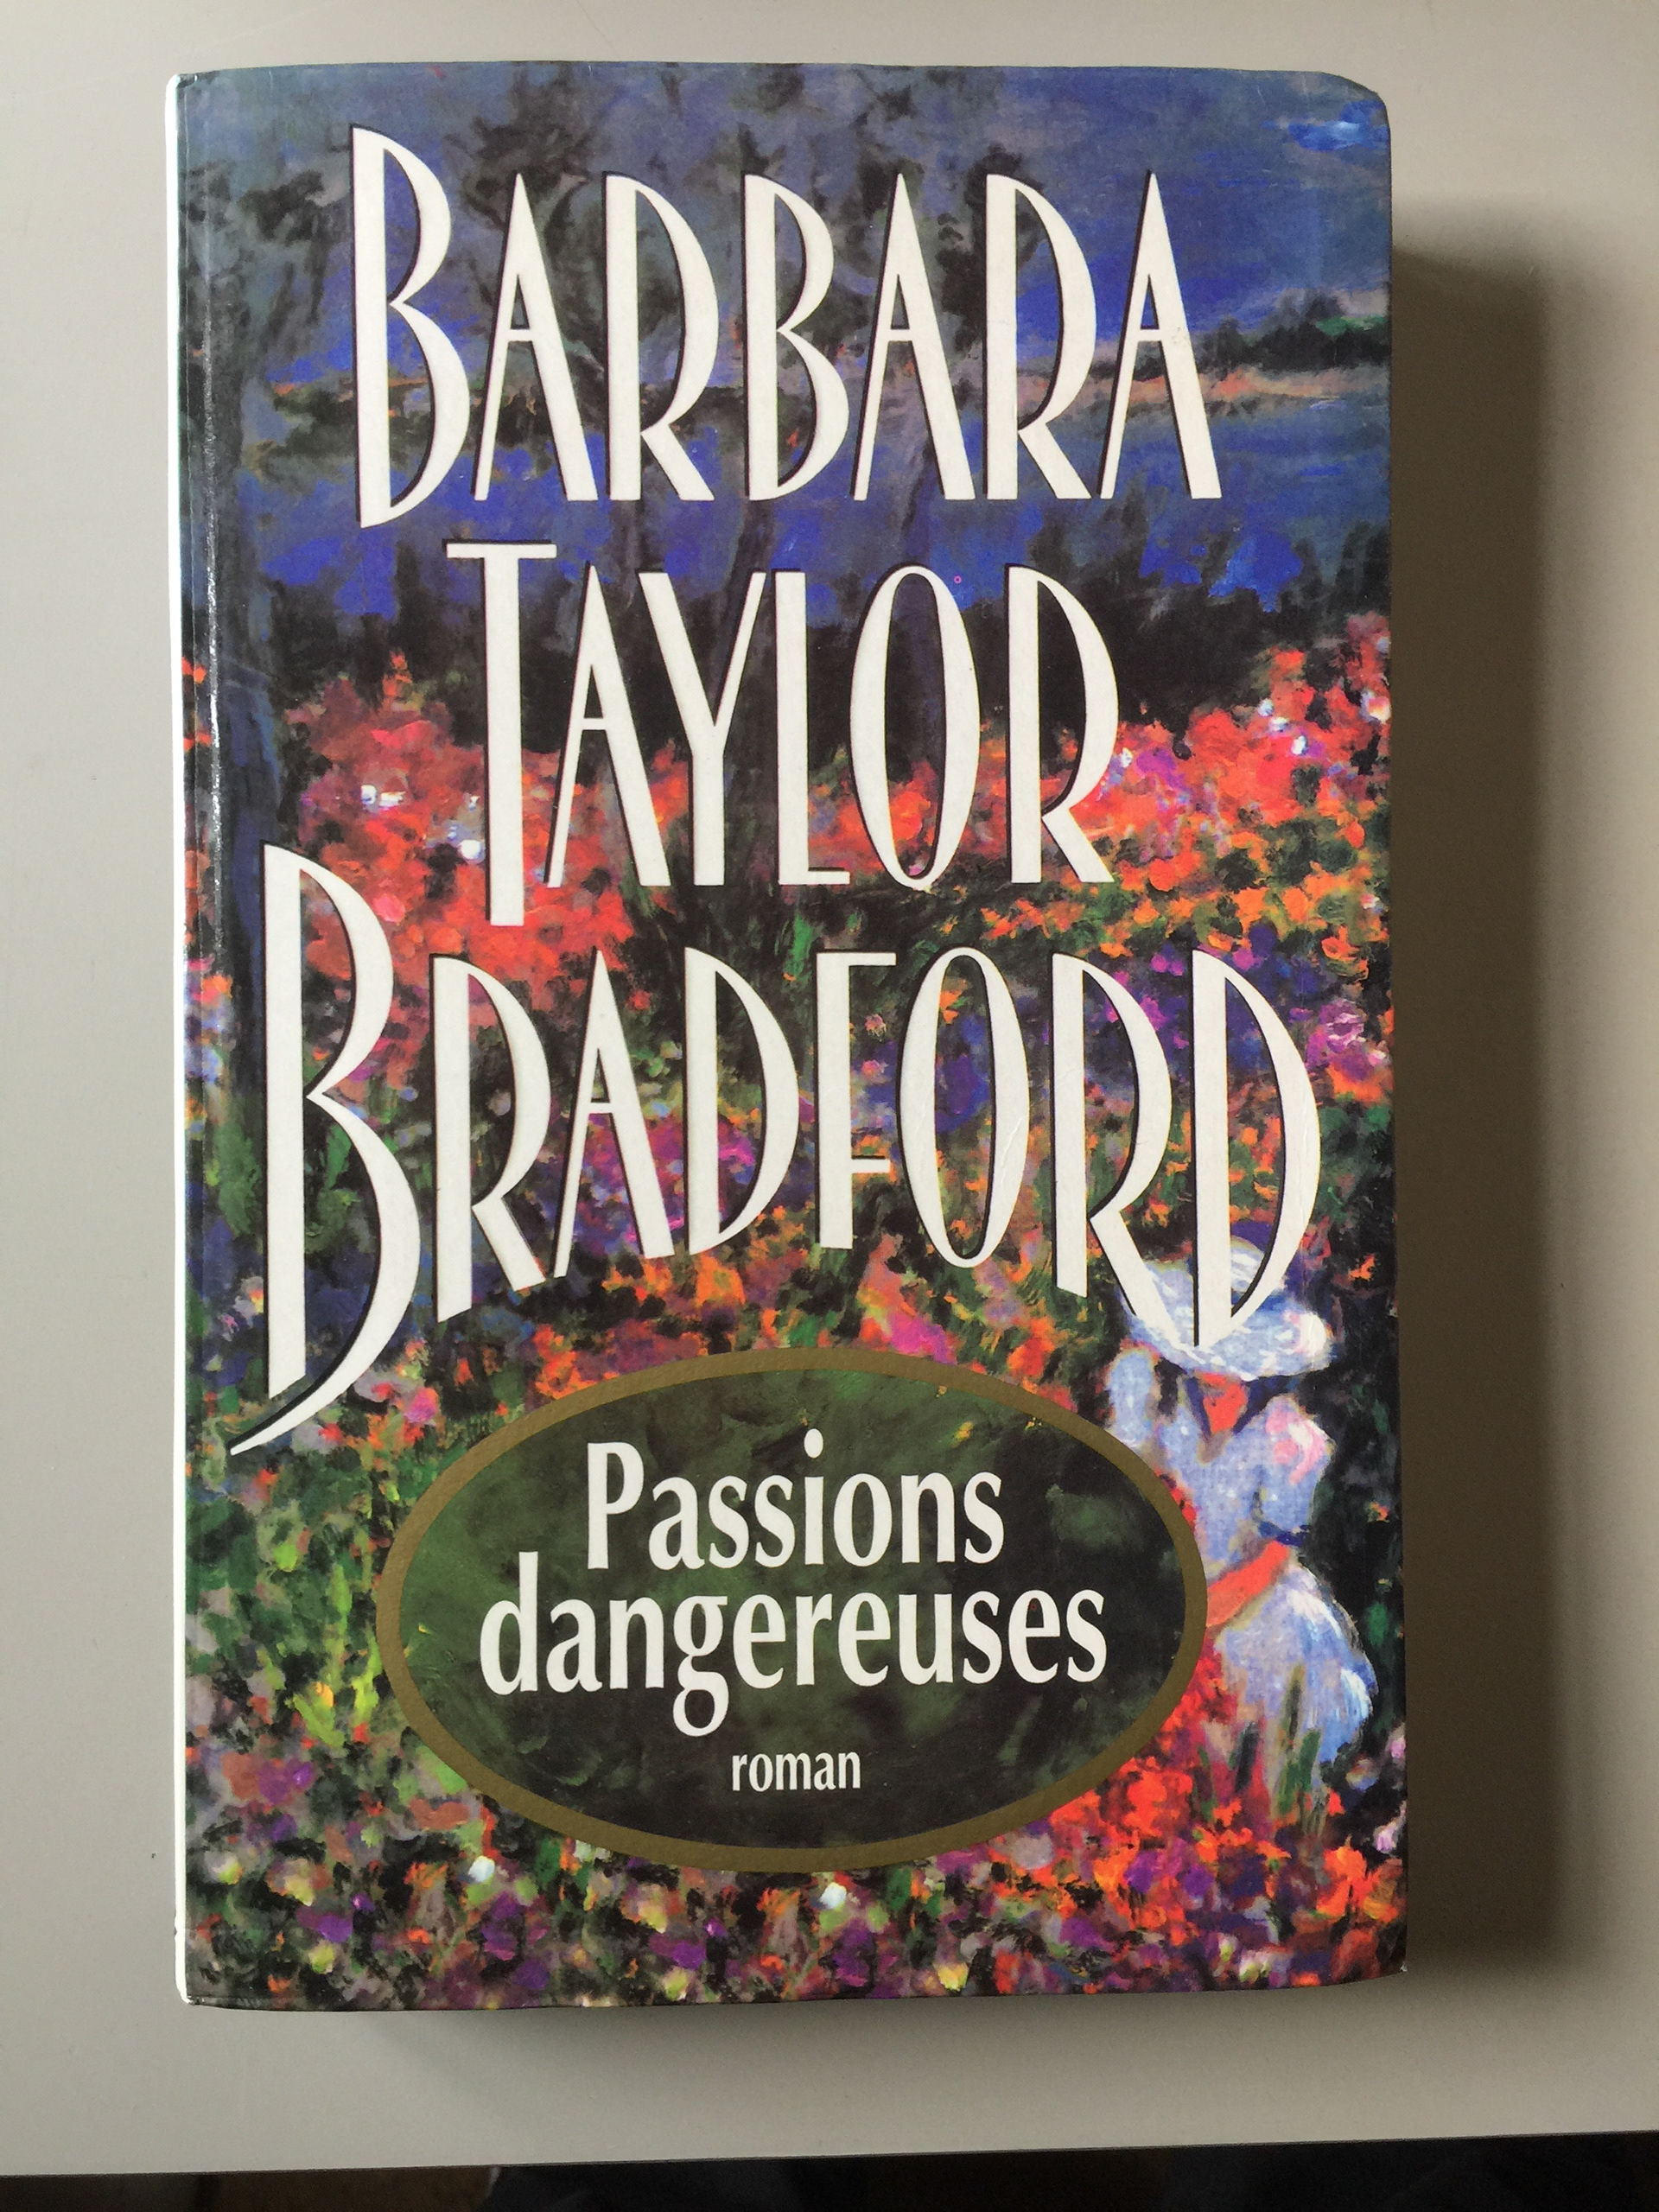 BARBARA
TAYLOR
BRADFORD
Passions
dangereuses
roman